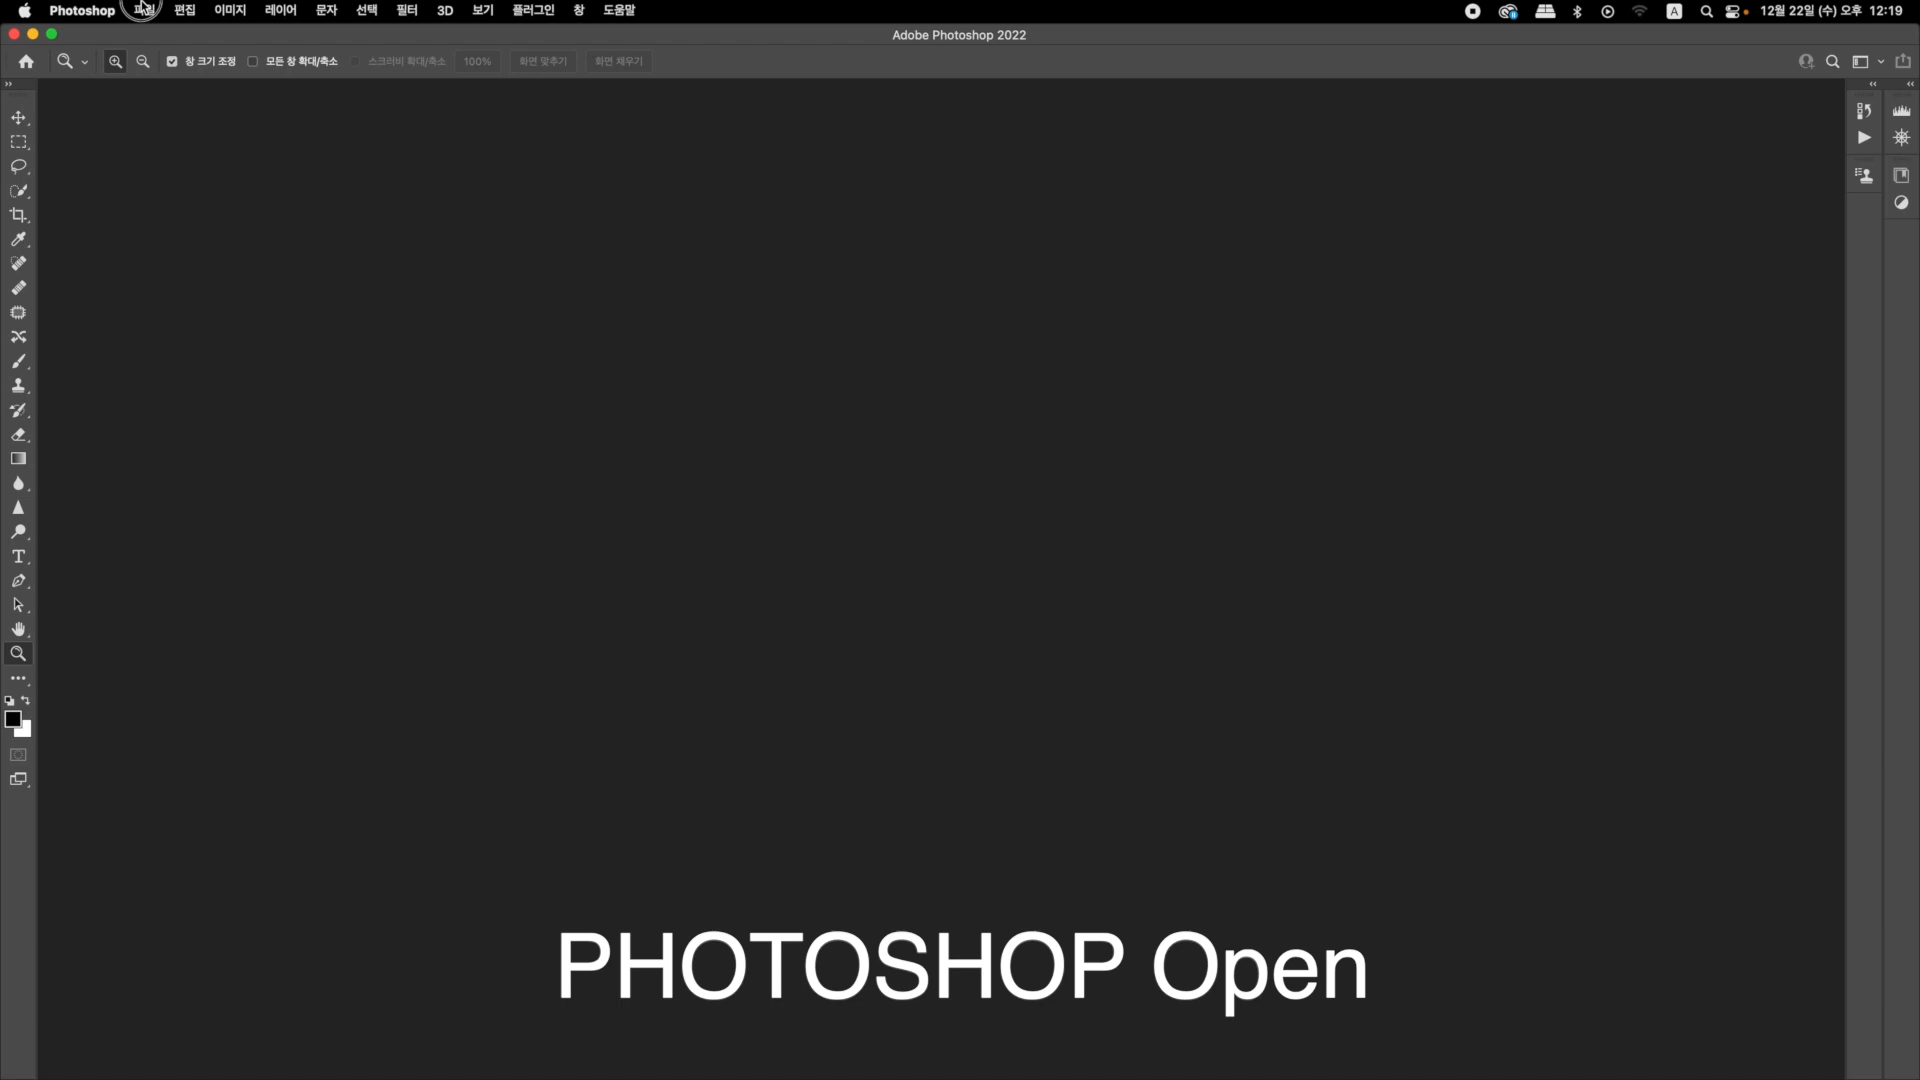 Photoshop 파일 편집 이미지 레이어 문자 선택 필터 3D 보기 플러그인 창 도움말 A 12월 22일 (수) 오후 12:19
Adobe Photoshop 2022
창 크기 조정 모든 창 확대/축소 스크러비 확대/축소 100% 화면 맞추기 화면 채우기
PHOTOSHOP Open